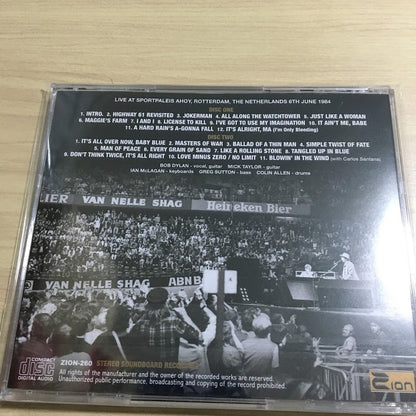 LIVE AT SPORTPALEIS AHOY, ROTTERDAM, THE NETHERLANDS 6TH JUNE 1984
DISC ONE
1. INTRO. 2. HIGHWAY 61 REVISITED 3. JOKERMAN 4. ALL ALONG THE WATCHTOWER 5. JUST LIKE A WOMAN
6. MAGGIE'S FARM 7. I AND I 8. LICENSE TO KILL 9. I'VE GOT TO USE MY IMAGINATION 10. IT AIN'T ME, BABE
11. A HARD RAIN'S A-GONNA FALL 12. IT'S ALRIGHT, MA (I'm Only Bleeding)
DISC TWO
1. IT'S ALL OVER NOW, BABY BLUE 2. MASTERS OF WAR 3. BALLAD OF A THIN MAN 4. SIMPLE TWIST OF FATE
5. MAN OF PEACE 6. EVERY GRAIN OF SAND 7. LIKE A ROLLING STONE 8. TANGLED UP IN BLUE
9. DON'T THINK TWICE, IT'S ALL RIGHT 10. LOVE MINUS ZERO / NO LIMIT 11. BLOWIN' IN THE WIND (with Carlos Santana)
BOB DYLAN - vocal, guitar MICK TAYLOR - guitar
IAN McLAGAN - keyboards GREG SUTTON - bass COLIN ALLEN - drums
IER VAN NELLE SHAG Heineken Bier
VAN NELLE SHAG ABNB
COMPACT
disc
DIGITAL AUDIO
ZION-260 STEREO SOUNDBOARD RECORDING
All rights of the manufacturer and the owner of the recorded works are reserved.
Unauthorized public performance, broadcasting and copying of the record prohibited.
Zion